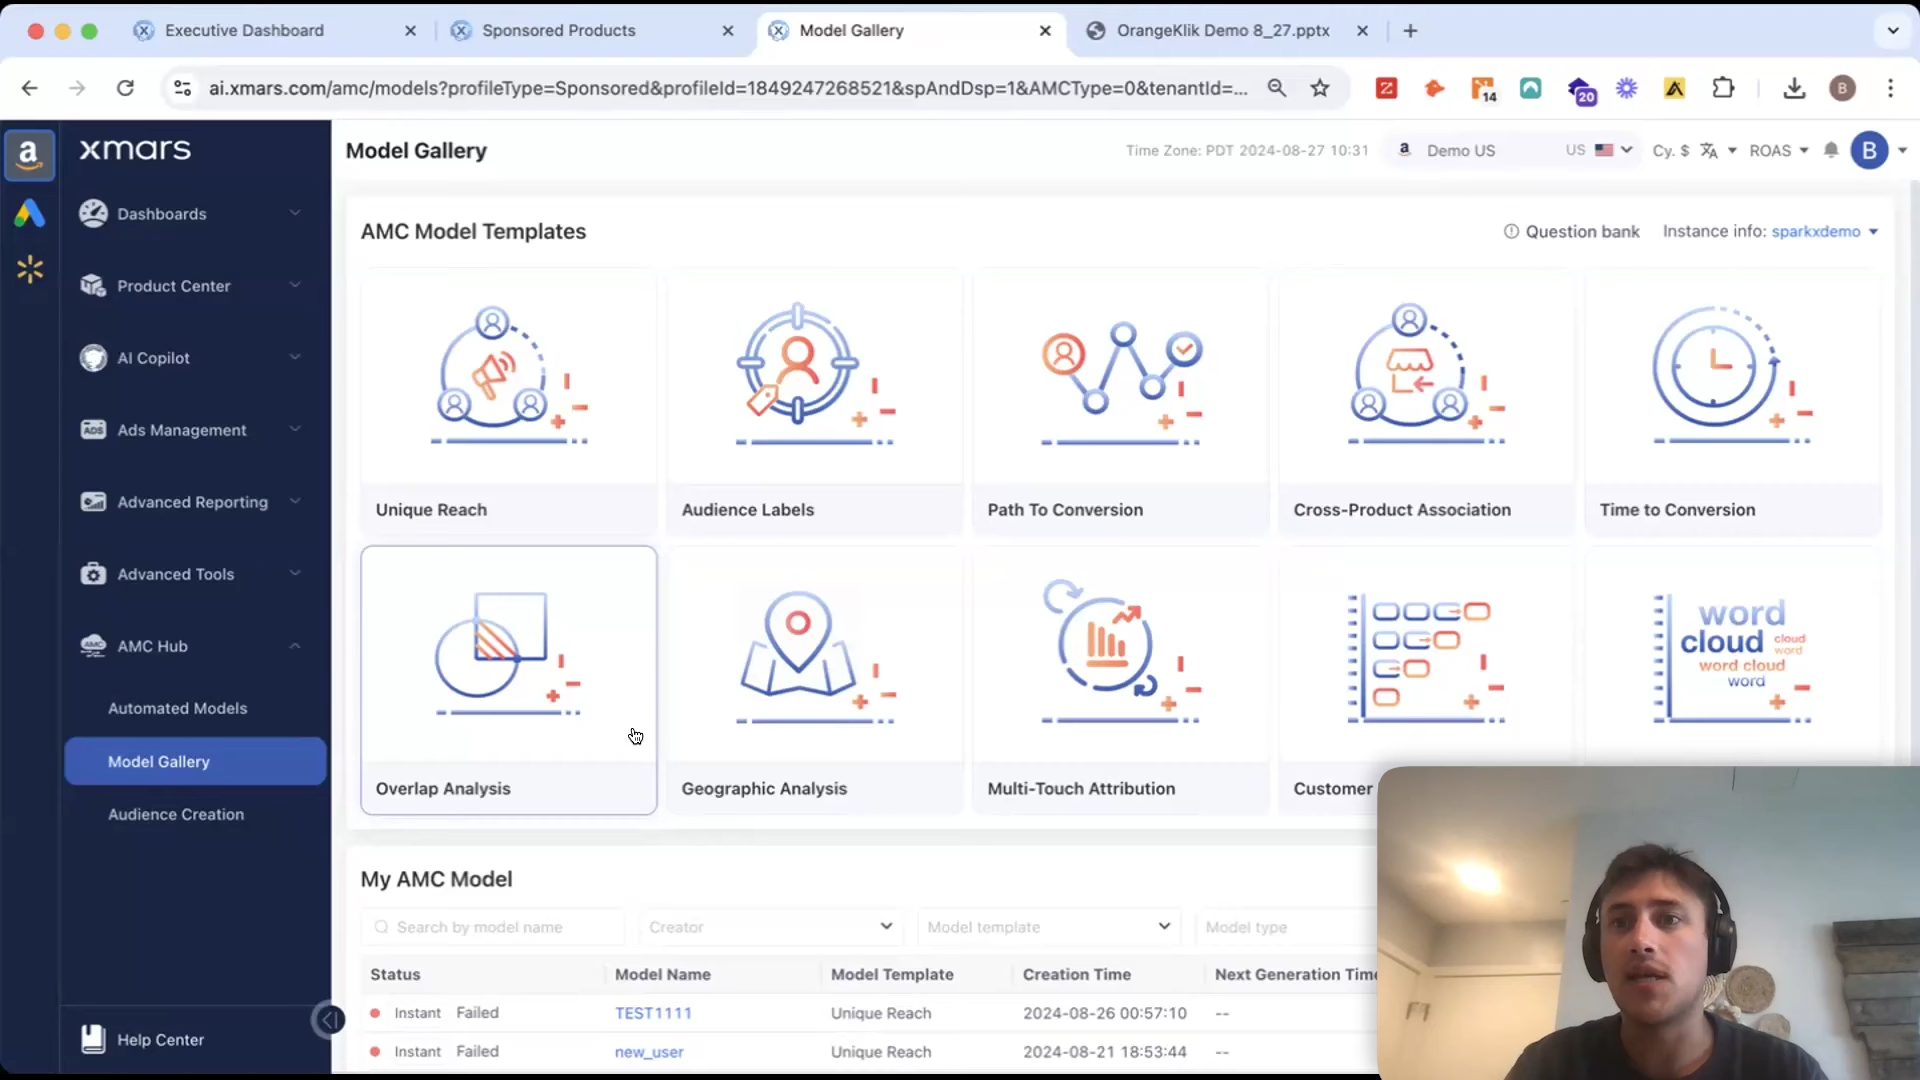 Executive Dashboard
Sponsored Products
Model Gallery
OrangeKlik Demo 8_27.pptx
ai.xmars.com/amc/models?profileType=Sponsored&profileId=1849247268521&spAndDsp=1&AMCType=0&tenantId=...
14
20
B
a
xmars
Model Gallery
Time Zone: PDT 2024-08-27 10:31
a Demo US
US
Cy. $
ROAS
B
Dashboards
Product Center
AI Copilot
ADS
Ads Management
Advanced Reporting
Advanced Tools
AMC
AMC Hub
Automated Models
Model Gallery
Audience Creation
Help Center
AMC Model Templates
Question bank
Instance info: sparkxdemo
Unique Reach
Audience Labels
Path To Conversion
Cross-Product Association
Time to Conversion
word
cloud cloud
word
word cloud
word
Overlap Analysis
Geographic Analysis
Multi-Touch Attribution
Customer
My AMC Model
Search by model name
Creator
Model template
Model type
Status
Model Name
Model Template
Creation Time
Next Generation Time
Instant Failed
TEST1111
Unique Reach
2024-08-26 00:57:10
--
Instant Failed
new_user
Unique Reach
2024-08-21 18:53:44
--